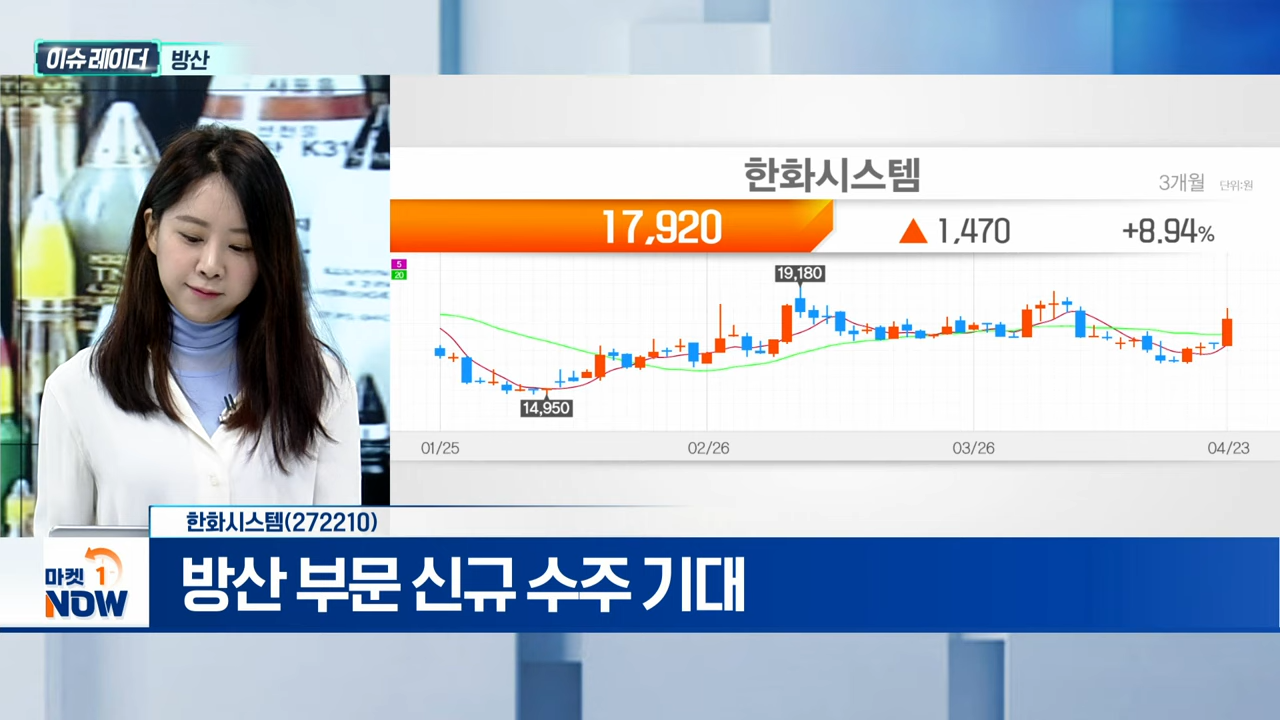 이슈 레이더 방산
한화시스템
3개월 단위:원
17,920 ▲ 1,470 +8.94%
5
20
19,180
14,950
01/25 02/26 03/26 04/23
한화시스템(272210)
마켓 1
NOW
방산 부문 신규 수주 기대